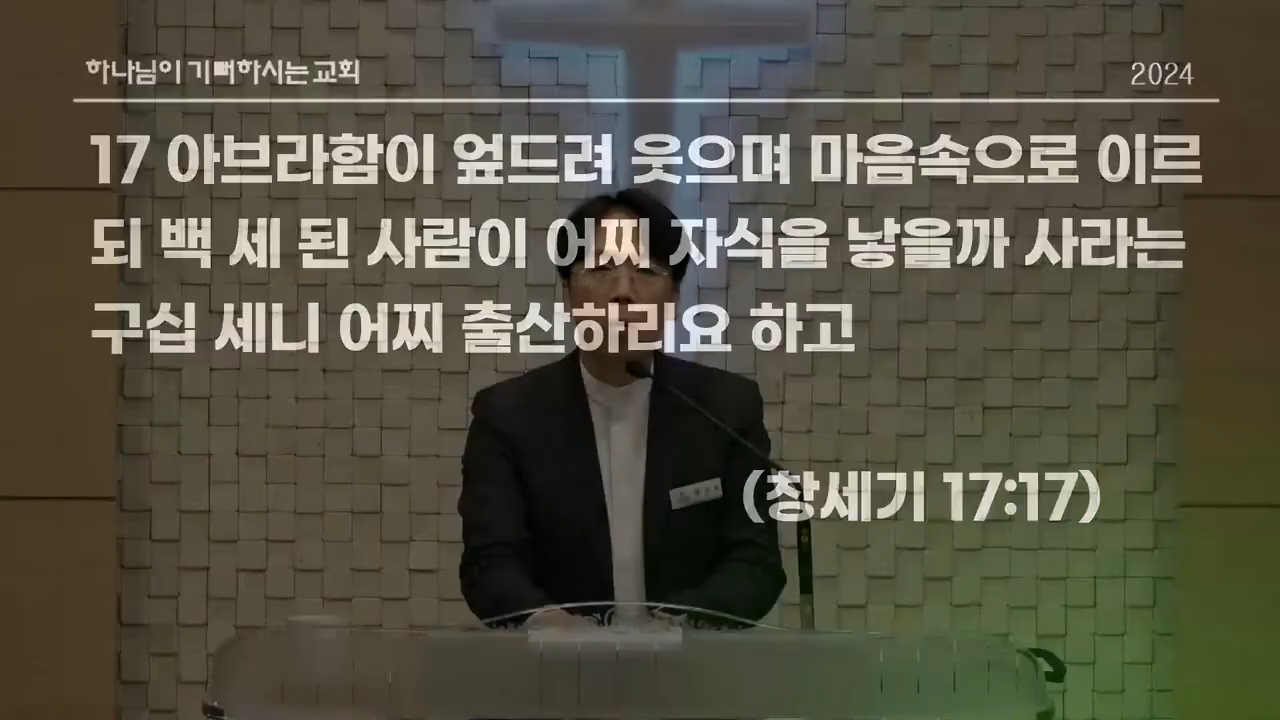 하나님이 기뻐하시는 교회
2024
17 아브라함이 엎드려 웃으며 마음속으로 이르
되 백 세 된 사람이 어찌 자식을 낳을까 사라는
구십 세니 어찌 출산하리요 하고
(창세기 17:17)